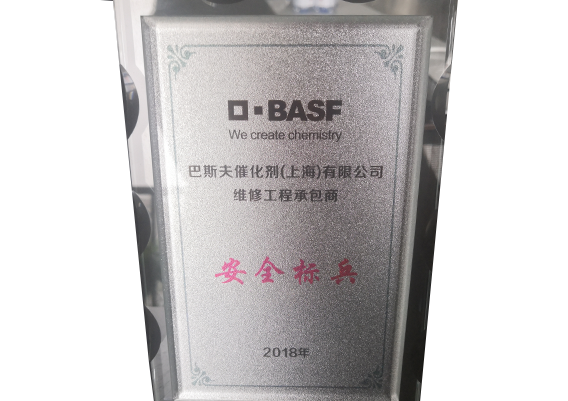 BASF
We create chemistry
巴斯夫催化剂(上海)有限公司
维修工程承包商
安全标兵
2018年